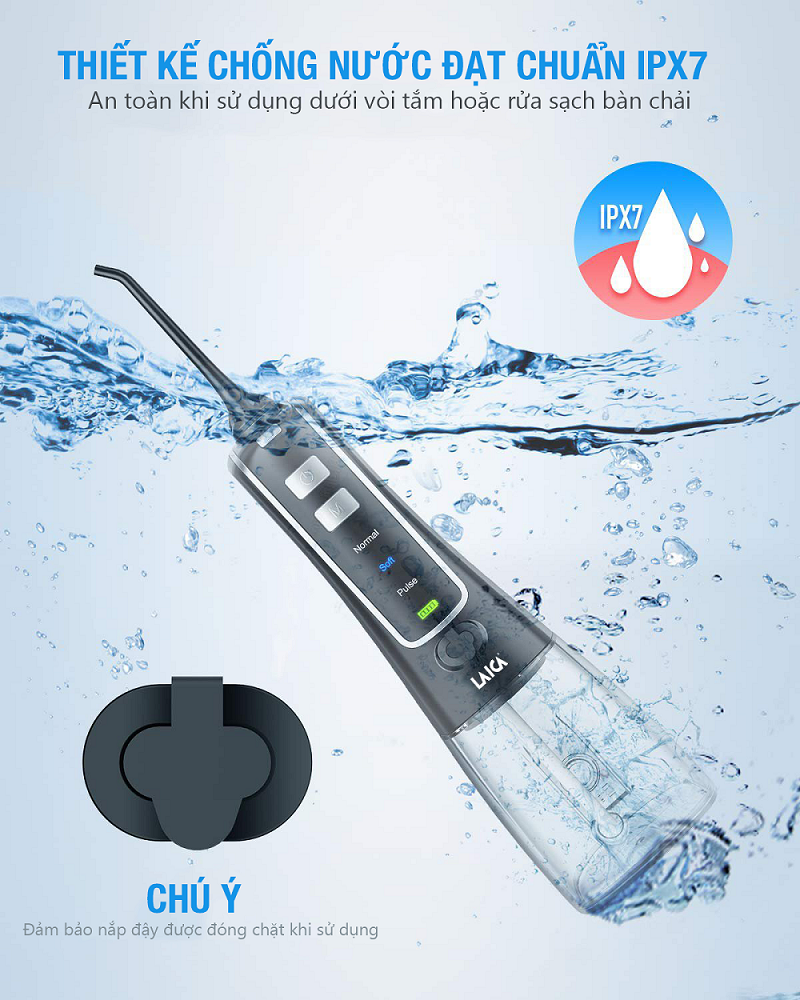 THIẾT KẾ CHỐNG NƯỚC ĐẠT CHUẨN IPX7
An toàn khi sử dụng dưới vòi tắm hoặc rửa sạch bàn chải
IPX7
M
Normal
Soft
Pulse
LAICA
CHÚ Ý
Đảm bảo nắp đậy được đóng chặt khi sử dụng